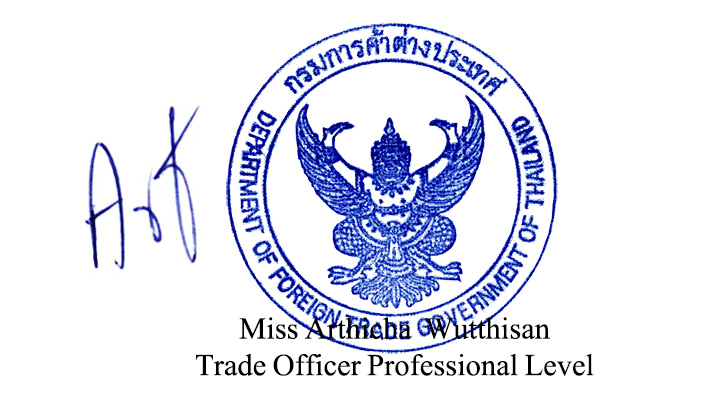 กรมการค้าต่างประเทศ
DEPARTMENT OF FOREIGN TRADE GOVERNMENT OF THAILAND
Miss Arthicha Wutthisan
Trade Officer Professional Level